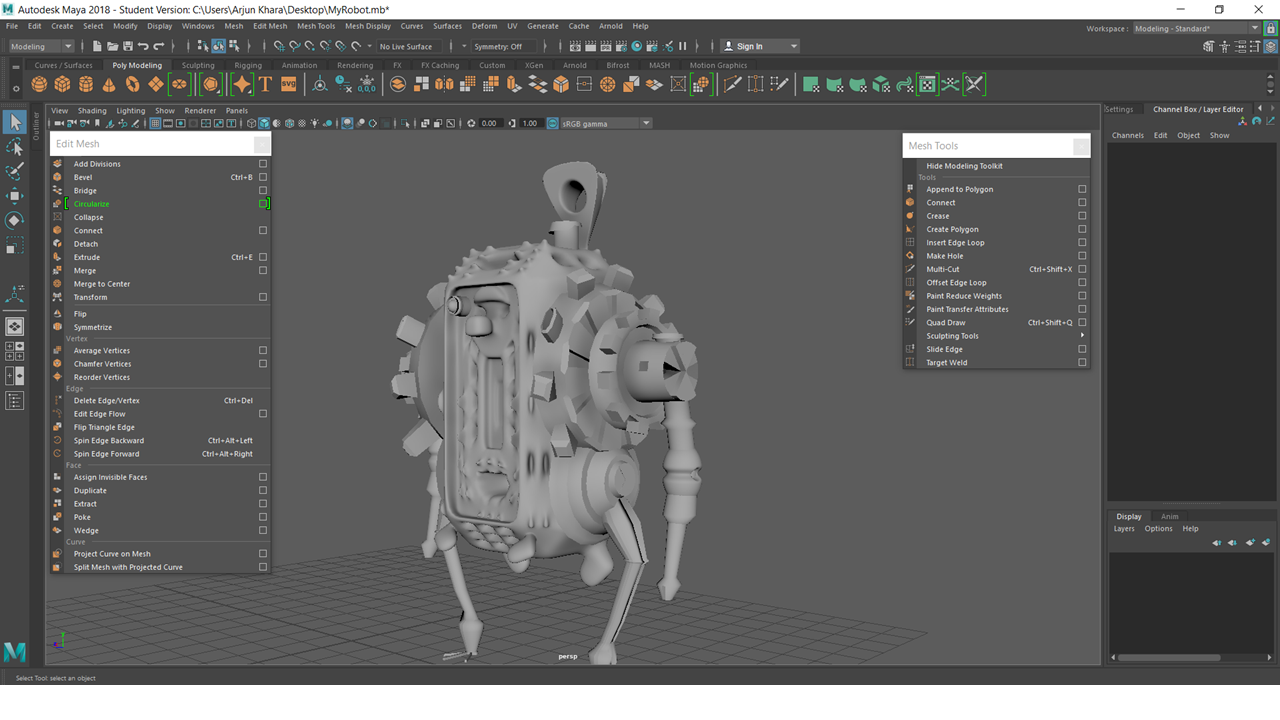 Autodesk Maya 2018 - Student Version: C:\Users\Arjun Khara\Desktop\MyRobot.mb*
File Edit Create Select Modify Display Windows Mesh Edit Mesh Mesh Tools Mesh Display Curves Surfaces Deform UV Generate Cache Arnold Help
Workspace : Modeling - Standard*
Modeling No Live Surface Symmetry: Off Sign In
Curves / Surfaces Poly Modeling Sculpting Rigging Animation Rendering FX FX Caching Custom XGen Arnold Bifrost MASH Motion Graphics
T SVG 0,0,0
View Shading Lighting Show Renderer Panels
0.00 1.00 sRGB gamma
Outliner
Edit Mesh
Add Divisions
Bevel Ctrl+B
Bridge
Circularize
Collapse
Connect
Detach
Extrude Ctrl+E
Merge
Merge to Center
Transform
Flip
Symmetrize
Vertex
Average Vertices
Chamfer Vertices
Reorder Vertices
Edge
Delete Edge/Vertex Ctrl+Del
Edit Edge Flow
Flip Triangle Edge
Spin Edge Backward Ctrl+Alt+Left
Spin Edge Forward Ctrl+Alt+Right
Face
Assign Invisible Faces
Duplicate
Extract
Poke
Wedge
Curve
Project Curve on Mesh
Split Mesh with Projected Curve
Mesh Tools
Hide Modeling Toolkit
Tools
Append to Polygon
Connect
Crease
Create Polygon
Insert Edge Loop
Make Hole
Multi-Cut Ctrl+Shift+X
Offset Edge Loop
Paint Reduce Weights
Paint Transfer Attributes
Quad Draw Ctrl+Shift+Q
Sculpting Tools
Slide Edge
Target Weld
Settings Channel Box / Layer Editor
Channels Edit Object Show
Display Anim
Layers Options Help
persp
y
M
Select Tool: select an object